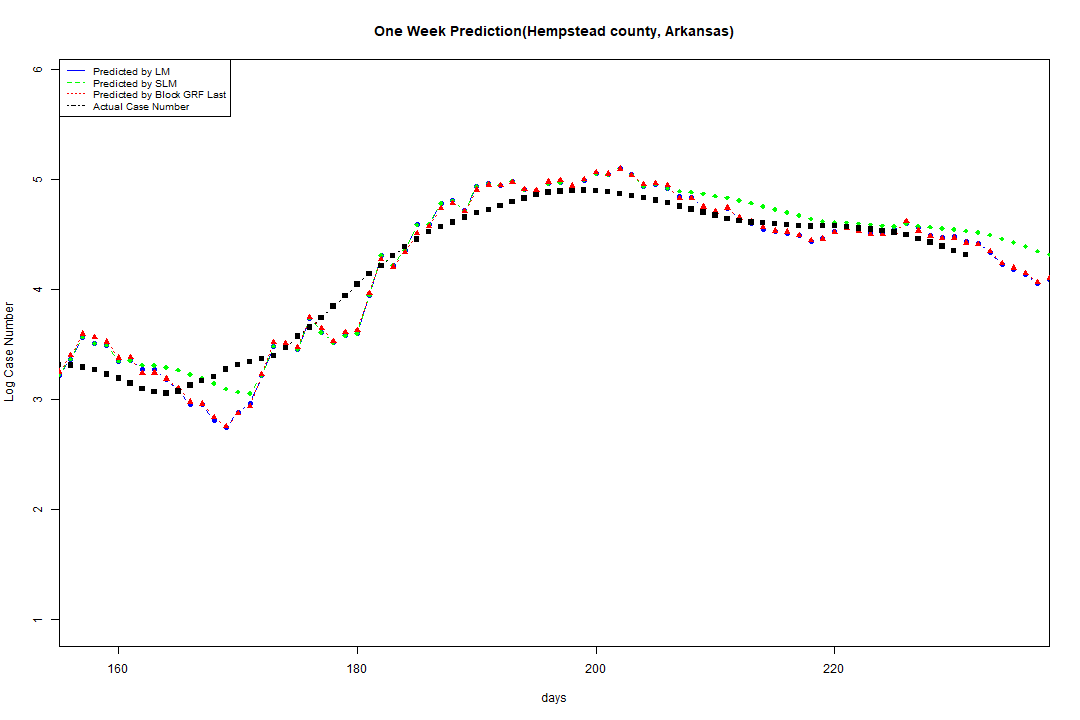 One Week Prediction(Hempstead county, Arkansas)
Predicted by LM
Predicted by SLM
Predicted by Block GRF Last
Actual Case Number
6
5
4
3
2
1
Log Case Number
160 180 200 220
days